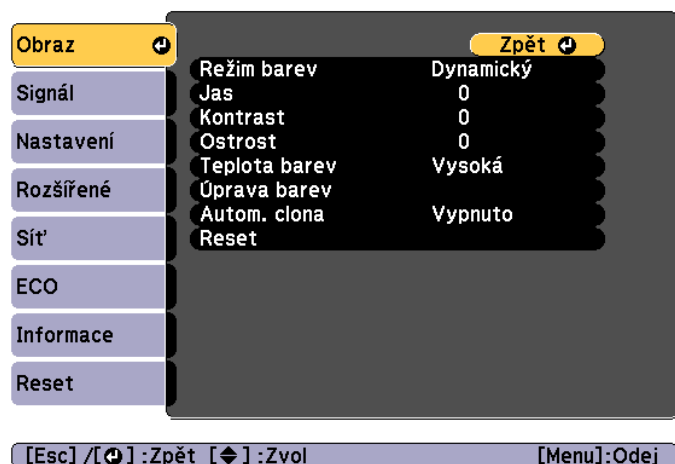 Obraz
Signál
Nastavení
Rozšířené
Síť
ECO
Informace
Reset
Zpět
Režim barev Dynamický
Jas 0
Kontrast 0
Ostrost 0
Teplota barev Vysoká
Úprava barev
Autom. clona Vypnuto
Reset
[Esc] /[ ] :Zpět [ ] :Zvol [Menu]:Odej